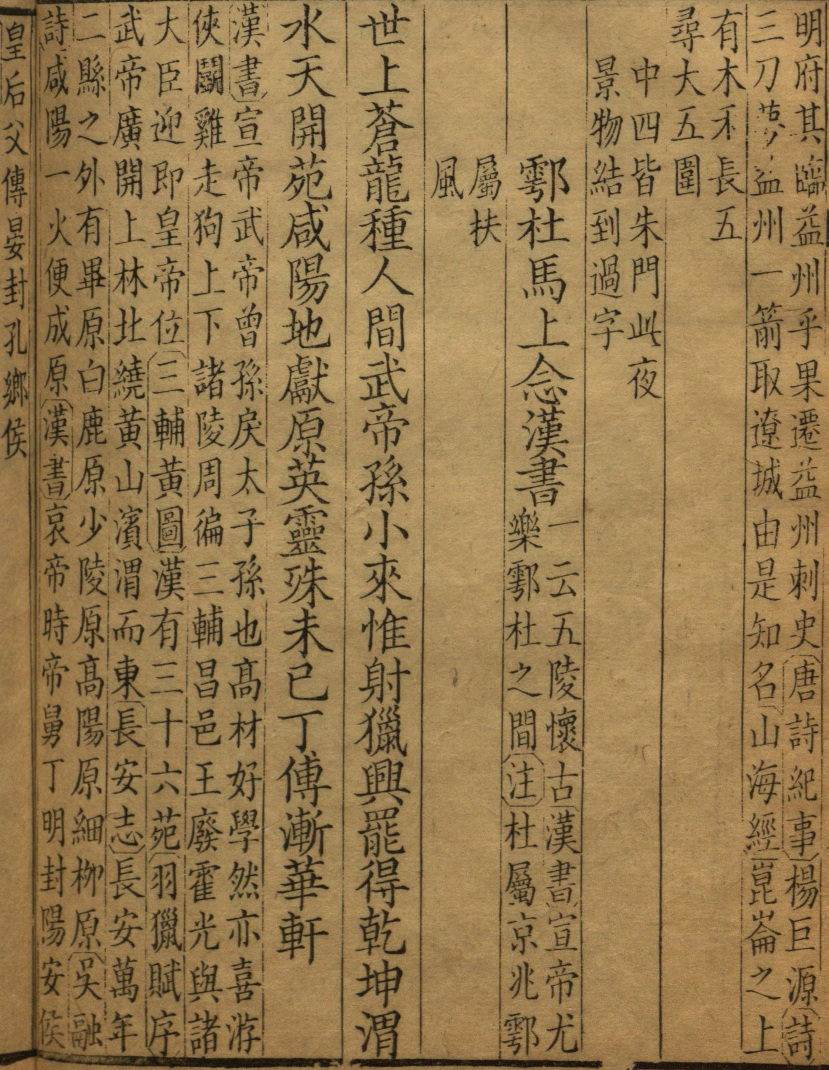 明府其臨益州乎果遷益州刺史唐詩紀事楊巨源詩
三刀夢益州一箭取遼城由是知名山海經崑崙之上
有木禾長五
尋大五圍
中四皆朱門此夜
景物結到過字
鄠杜馬上念漢書
一云五陵懷古漢書宣帝尤
樂鄠杜之間注杜屬京兆鄠
屬扶
風
世上蒼龍種人間武帝孫小來惟射獵興罷得乾坤渭
水天開苑咸陽地獻原英靈殊未已丁傅漸華軒
漢書宣帝武帝曾孫戾太子孫也高材好學然亦喜游
俠鬬雞走狗上下諸陵周徧三輔昌邑王廢霍光與諸
大臣迎即皇帝位三輔黃圖漢有三十六苑羽獵賦序
武帝廣開上林北繞黃山濱渭而東長安志長安萬年
二縣之外有畢原白鹿原少陵原高陽原細柳原吳融
詩咸陽一火便成原漢書哀帝時帝舅丁明封陽安侯
皇后父傅晏封孔鄉侯